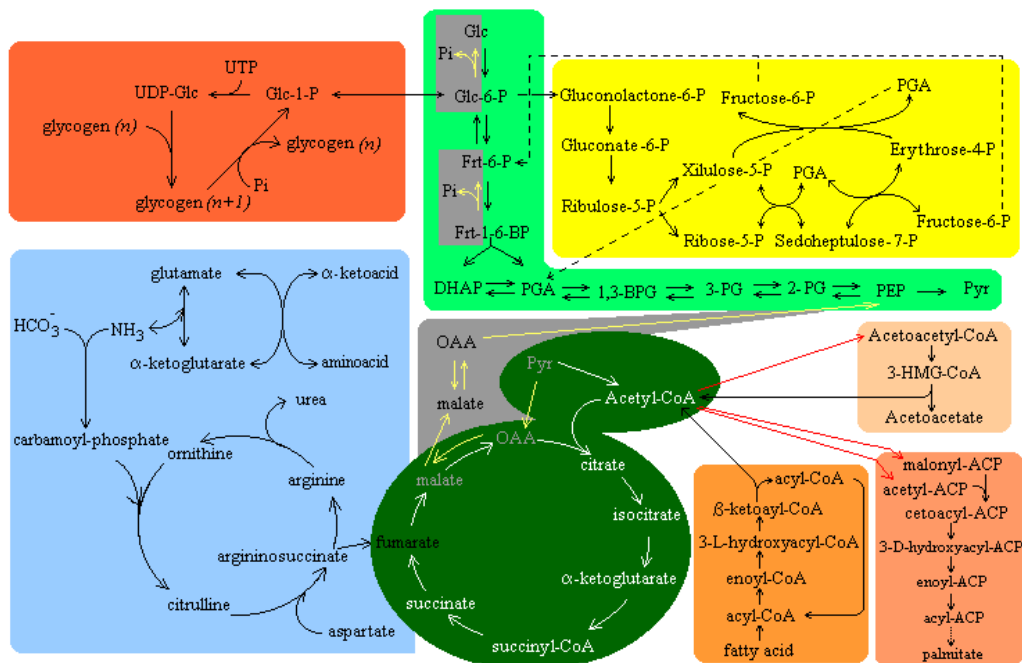 UTP
UDP-Glc
Glc-1-P
glycogen (n)
glycogen (n)
glycogen (n+1)
Pi
Glc
Pi
Glc-6-P
Frt-6-P
Pi
Frt-1-6-BP
DHAP
PGA
1,3-BPG
3-PG
2-PG
PEP
Pyr
Gluconolactone-6-P
Fructose-6-P
PGA
Gluconate-6-P
Erythrose-4-P
Xilulose-5-P
PGA
Ribulose-5-P
Fructose-6-P
Ribose-5-P
Sedoheptulose-7-P
glutamate
α-ketoacid
HCO3-
NH3
α-ketoglutarate
aminoacid
urea
carbamoyl-phosphate
ornithine
arginine
argininosuccinate
citrulline
aspartate
OAA
malate
Pyr
Acetyl-CoA
OAA
citrate
malate
isocitrate
fumarate
α-ketoglutarate
succinate
succinyl-CoA
Acetoacetyl-CoA
3-HMG-CoA
Acetoacetate
acyl-CoA
ß-ketoayl-CoA
3-L-hydroxyacyl-CoA
enoyl-CoA
acyl-CoA
fatty acid
malonyl-ACP
acetyl-ACP
cetoacyl-ACP
3-D-hydroxyacyl-ACP
enoyl-ACP
acyl-ACP
palmitate